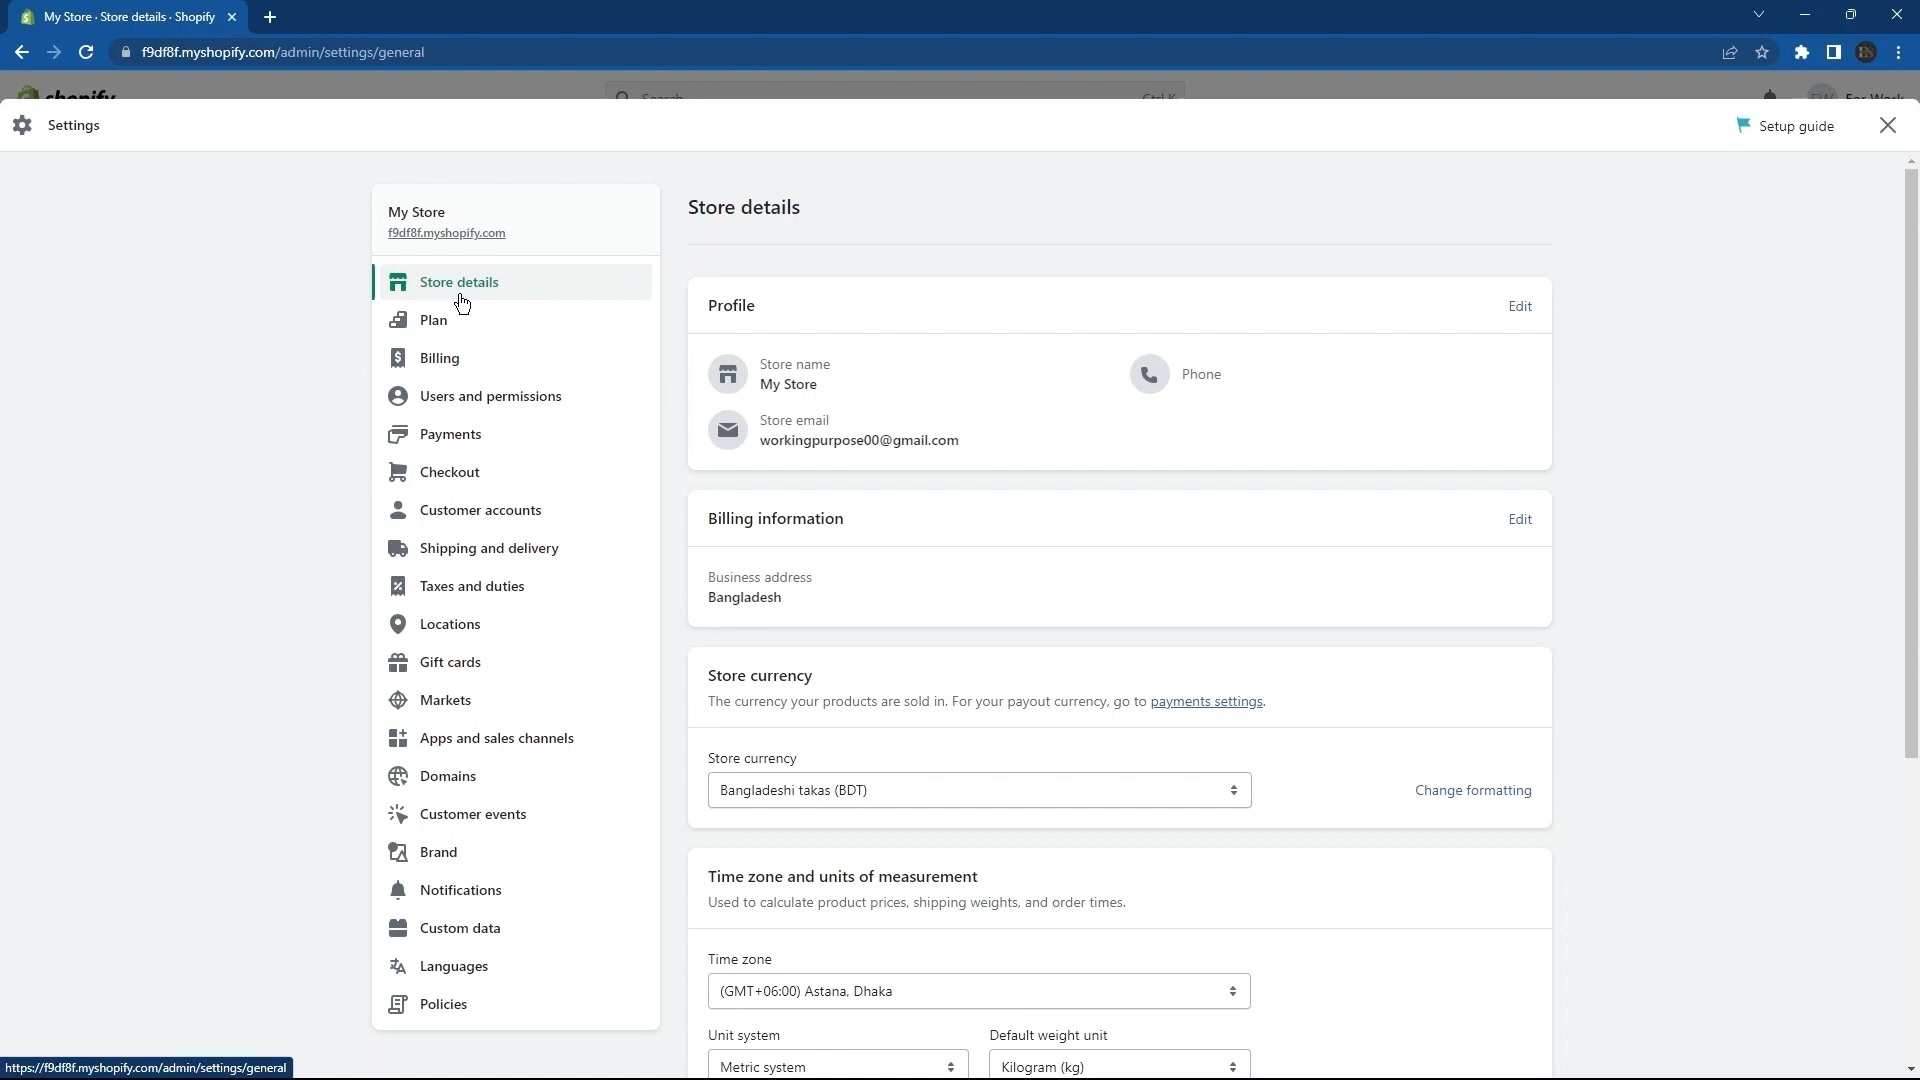 My Store · Store details · Shopify
f9df8f.myshopify.com/admin/settings/general
shopify
Search
Ctrl K
For Work
Settings
Setup guide
My Store
f9df8f.myshopify.com
Store details
Plan
Billing
Users and permissions
Payments
Checkout
Customer accounts
Shipping and delivery
Taxes and duties
Locations
Gift cards
Markets
Apps and sales channels
Domains
Customer events
Brand
Notifications
Custom data
Languages
Policies
Store details
Profile
Edit
Store name
My Store
Phone
Store email
workingpurpose00@gmail.com
Billing information
Edit
Business address
Bangladesh
Store currency
The currency your products are sold in. For your payout currency, go to payments settings.
Store currency
Bangladeshi takas (BDT)
Change formatting
Time zone and units of measurement
Used to calculate product prices, shipping weights, and order times.
Time zone
(GMT+06:00) Astana, Dhaka
Unit system
Default weight unit
Metric system
Kilogram (kg)
https://f9df8f.myshopify.com/admin/settings/general